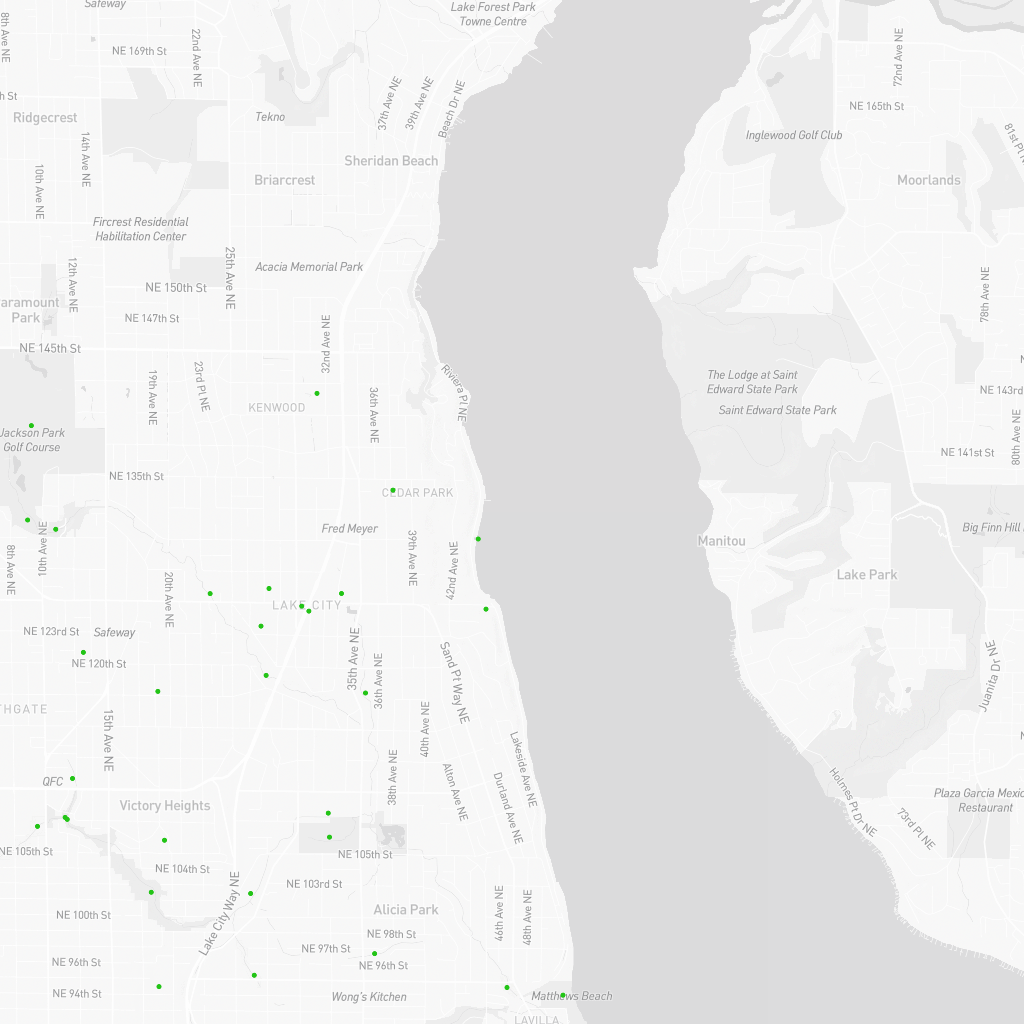 Safeway
Lake Forest Park
Towne Centre
8th Ave NE
22nd Ave NE
NE 169th St
72nd Ave NE
37th Ave NE
39th Ave NE
Beach Dr NE
NE 165th St
Ridgecrest
Tekno
Inglewood Golf Club
14th Ave NE
Sheridan Beach
Briarcrest
Moorlands
10th Ave NE
Fircrest Residential
Habilitation Center
12th Ave NE
25th Ave NE
Acacia Memorial Park
NE 150th St
78th Ave NE
NE 147th St
32nd Ave NE
Park
NE 145th St
19th Ave NE
23rd Pl NE
The Lodge at Saint
Edward State Park
Riviera Pl NE
NE 143rd
36th Ave NE
KENWOOD
Saint Edward State Park
80th Ave NE
Jackson Park
Golf Course
NE 141st St
NE 135th St
CEDAR PARK
Fred Meyer
Big Finn Hill
Manitou
10th Ave NE
39th Ave NE
42nd Ave NE
8th Ave NE
20th Ave NE
Lake Park
LAKE CITY
NE 123rd St
Safeway
NE 120th St
35th Ave NE
36th Ave NE
Sand Pt Way NE
Juanita Dr NE
15th Ave NE
40th Ave NE
38th Ave NE
Alton Ave NE
Durland Ave NE
Lakeside Ave NE
QFC
Victory Heights
Holmes Pt Dr NE
73rd Pl NE
Restaurant
NE 105th St
NE 105th St
NE 104th St
NE 103rd St
Lake City Way NE
NE 100th St
Alicia Park
46th Ave NE
48th Ave NE
NE 98th St
NE 97th St
NE 96th St
NE 96th St
NE 94th St
Wong's Kitchen
Matthews Beach
LAVILLA